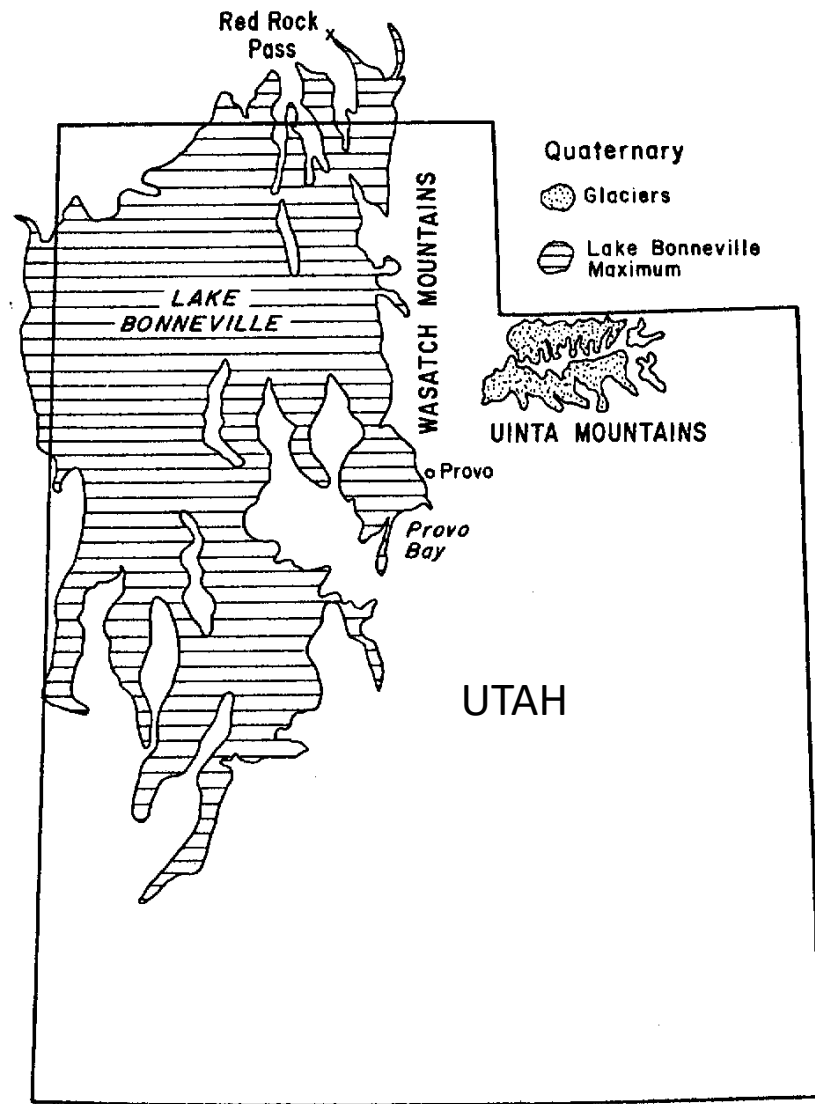 Red Rock
Pass
Quaternary
Glaciers
Lake Bonneville
Maximum
WASATCH MOUNTAINS
LAKE
BONNEVILLE
UINTA MOUNTAINS
Provo
Provo
Bay
UTAH